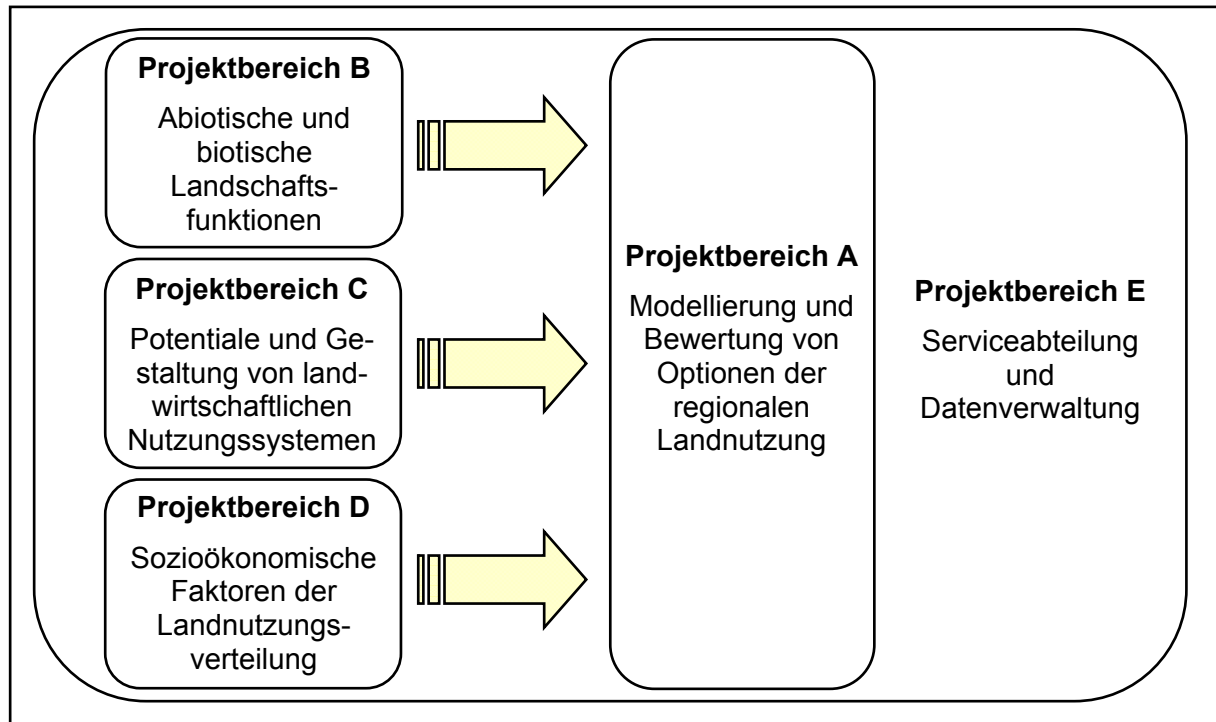 Projektbereich B
Abiotische und
biotische
Landschafts-
funktionen
Projektbereich C
Potentiale und Ge-
staltung von land-
wirtschaftlichen
Nutzungssystemen
Projektbereich D
Sozioökonomische
Faktoren der
Landnutzungs-
verteilung
Projektbereich A
Modellierung und
Bewertung von
Optionen der
regionalen
Landnutzung
Projektbereich E
Serviceabteilung
und
Datenverwaltung